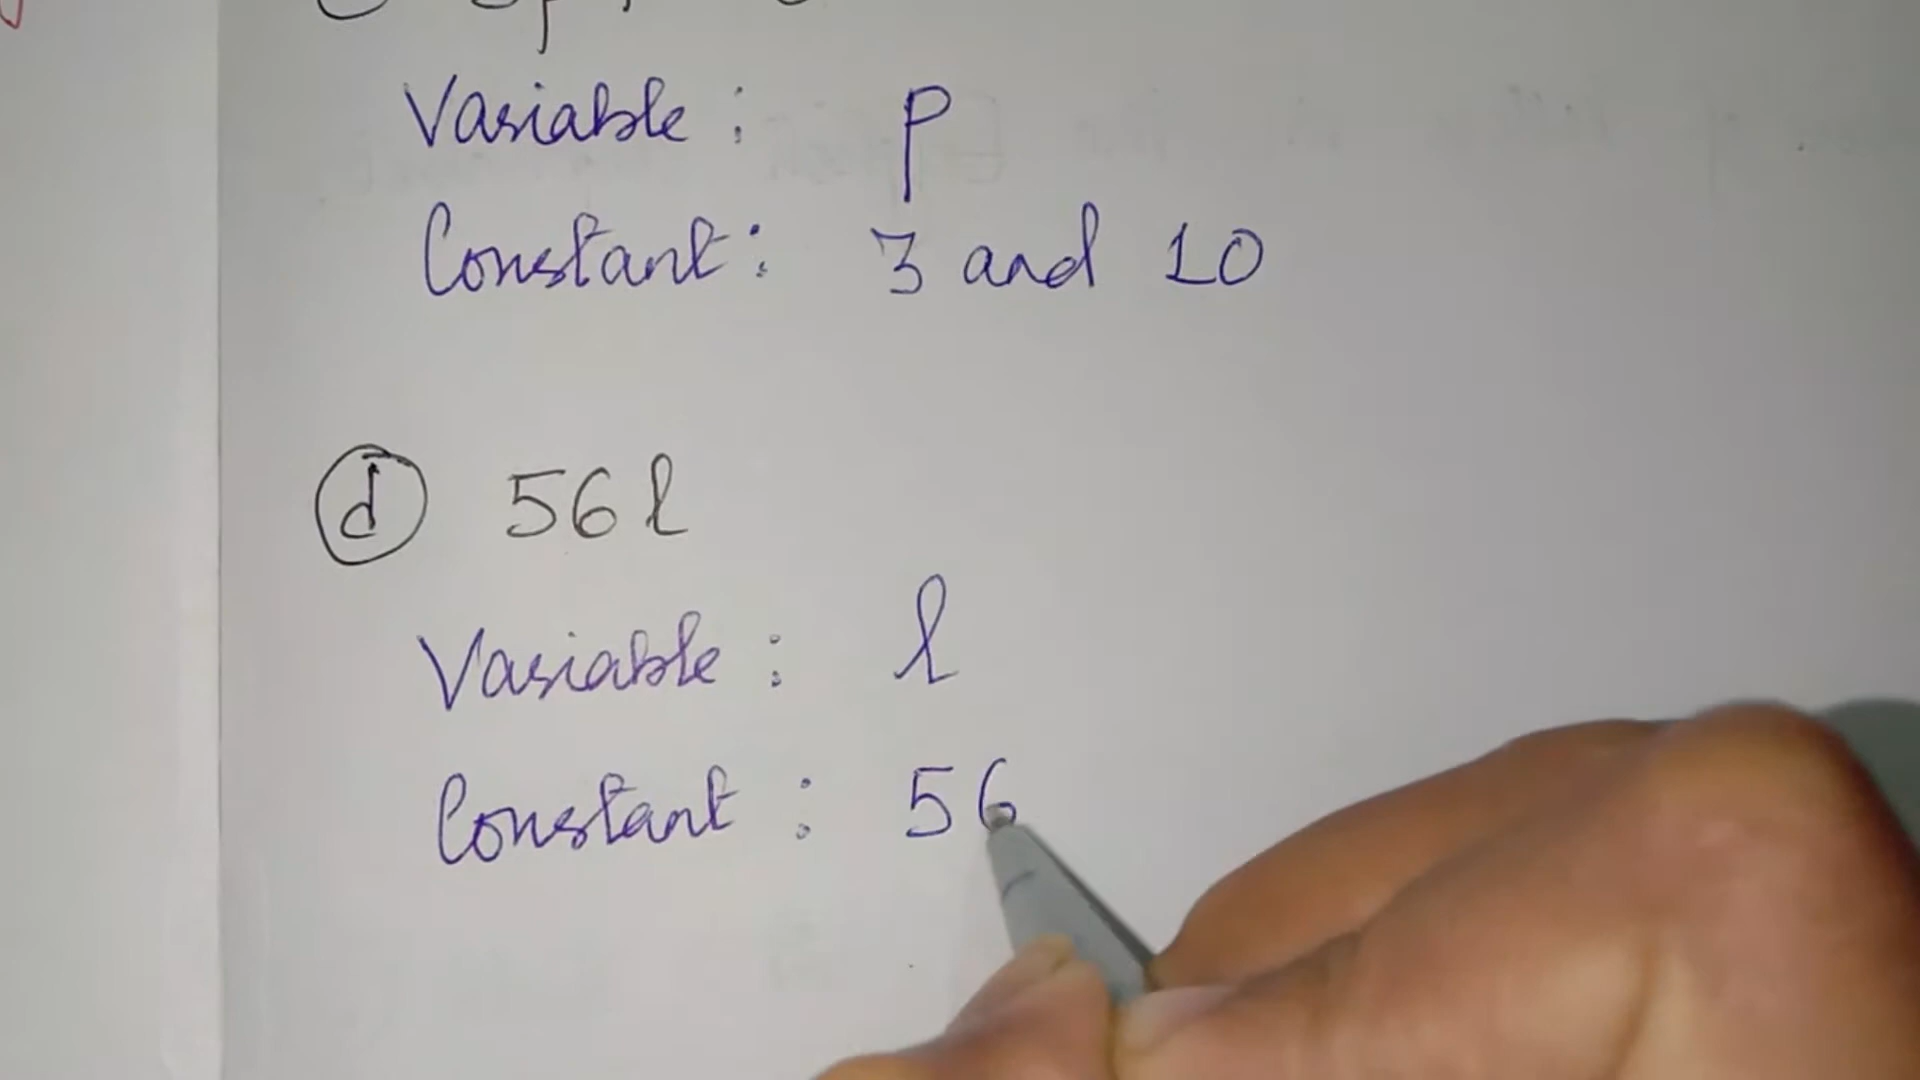 Variable : p
Constant : 3 and 10
d 56l
Variable : l
Constant : 56